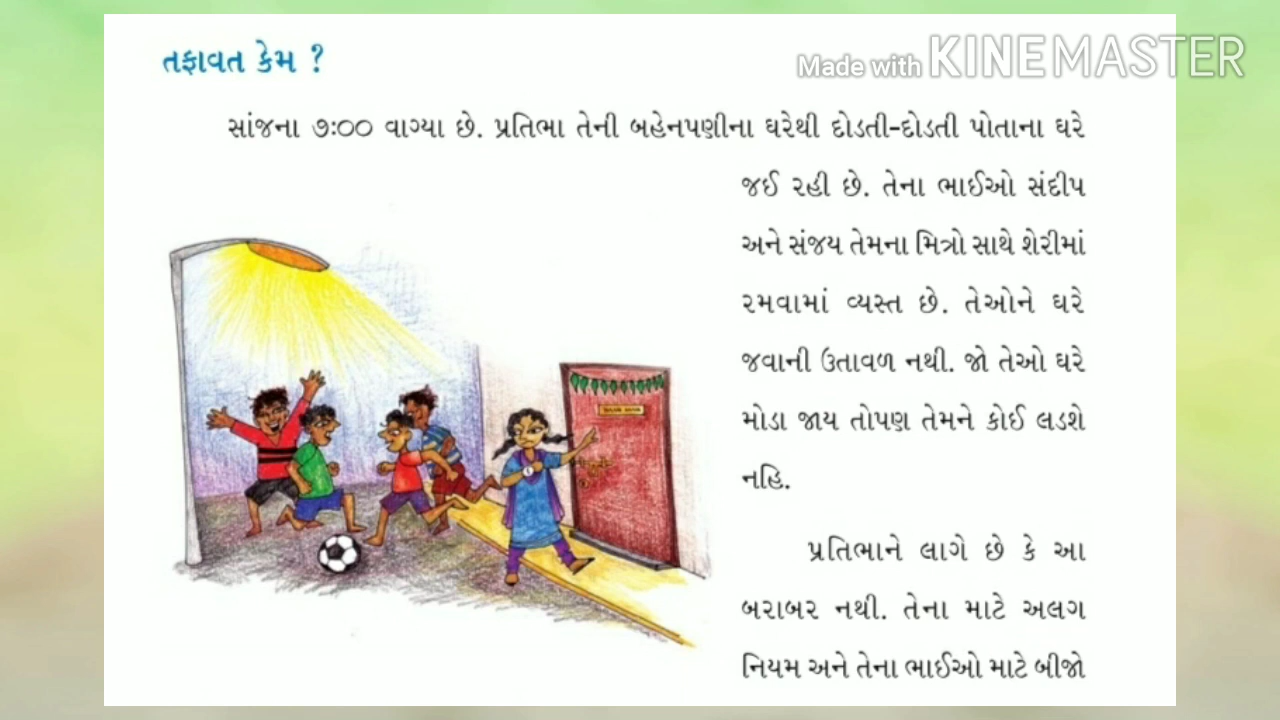 તફાવત કેમ ?
Made with KINEMASTER
સાંજના ૭:૦૦ વાગ્યા છે. પ્રતિભા તેની બહેનપણીના ઘરેથી દોડતી-દોડતી પોતાના ઘરે
જઈ રહી છે. તેના ભાઈઓ સંદીપ
અને સંજય તેમના મિત્રો સાથે શેરીમાં
રમવામાં વ્યસ્ત છે. તેઓને ઘરે
જવાની ઉતાવળ નથી. જો તેઓ ઘરે
મોડા જાય તોપણ તેમને કોઈ લડશે
નહિ.
પ્રતિભાને લાગે છે કે આ
બરાબર નથી. તેના માટે અલગ
નિયમ અને તેના ભાઈઓ માટે બીજો